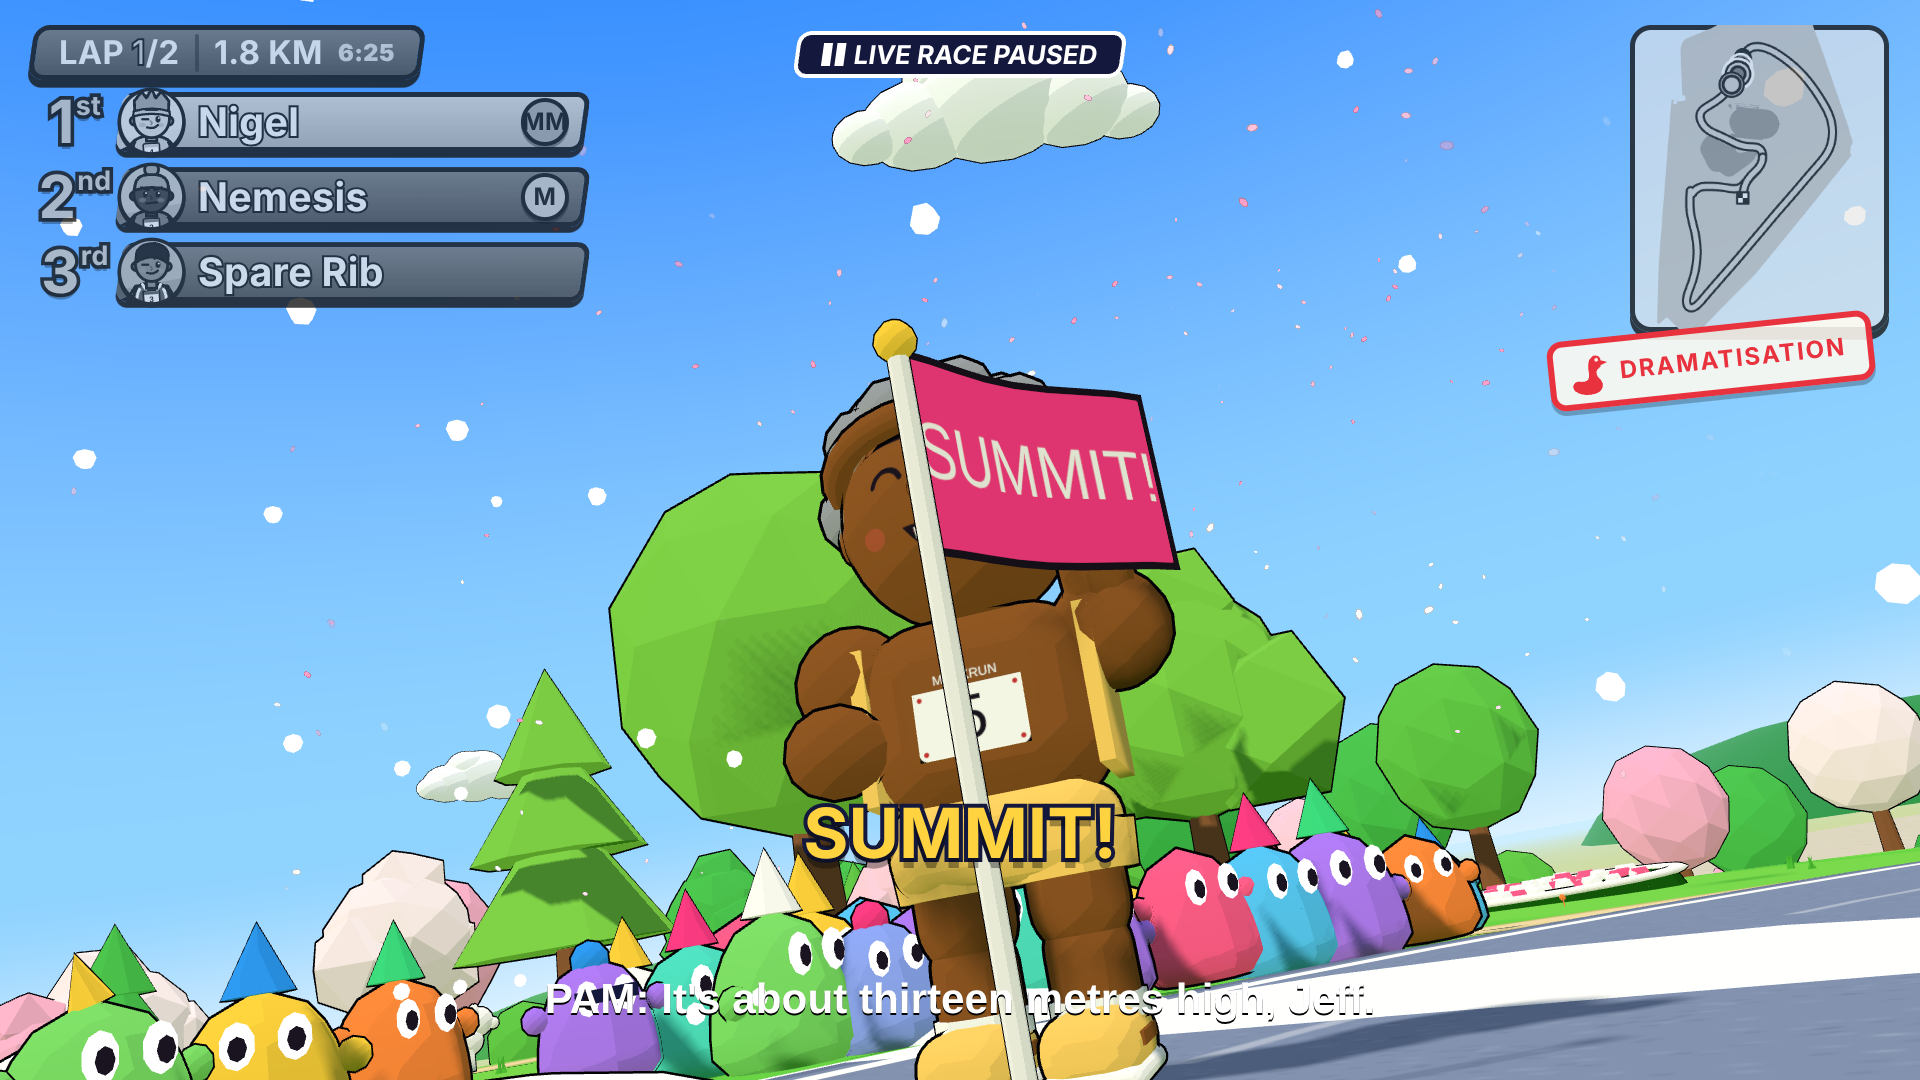 LAP 1/2 1.8 KM 6:25
LIVE RACE PAUSED
1st Nigel MM
2nd Nemesis M
3rd Spare Rib
DRAMATISATION
SUMMIT!
SUMMIT!
PAM: It's about thirteen metres high, Jeff.